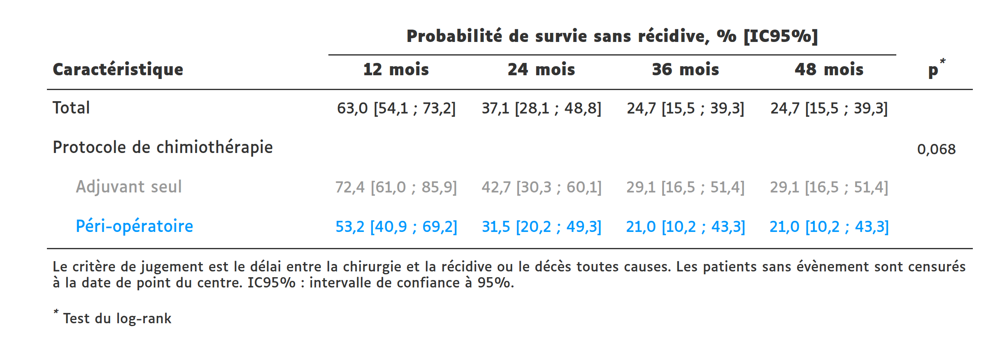 Probabilité de survie sans récidive, % [IC95%]
Caractéristique 12 mois 24 mois 36 mois 48 mois p*
Total 63,0 [54,1 ; 73,2] 37,1 [28,1 ; 48,8] 24,7 [15,5 ; 39,3] 24,7 [15,5 ; 39,3]
Protocole de chimiothérapie 0,068
Adjuvant seul 72,4 [61,0 ; 85,9] 42,7 [30,3 ; 60,1] 29,1 [16,5 ; 51,4] 29,1 [16,5 ; 51,4]
Péri-opératoire 53,2 [40,9 ; 69,2] 31,5 [20,2 ; 49,3] 21,0 [10,2 ; 43,3] 21,0 [10,2 ; 43,3]
Le critère de jugement est le délai entre la chirurgie et la récidive ou le décès toutes causes. Les patients sans évènement sont censurés
à la date de point du centre. IC95% : intervalle de confiance à 95%.
* Test du log-rank